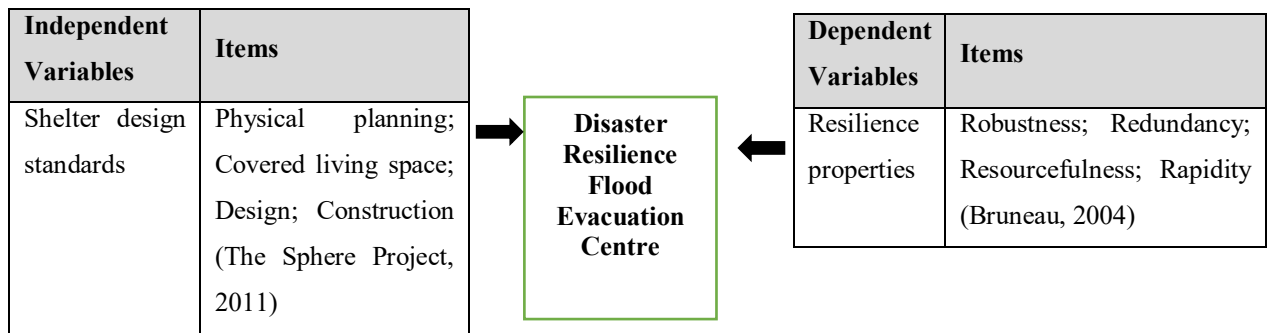 Independent
Variables
Items
Shelter design
standards
Physical planning;
Covered living space;
Design; Construction
(The Sphere Project,
2011)
Disaster
Resilience
Flood
Evacuation
Centre
Dependent
Variables
Items
Resilience
properties
Robustness; Redundancy;
Resourcefulness; Rapidity
(Bruneau, 2004)